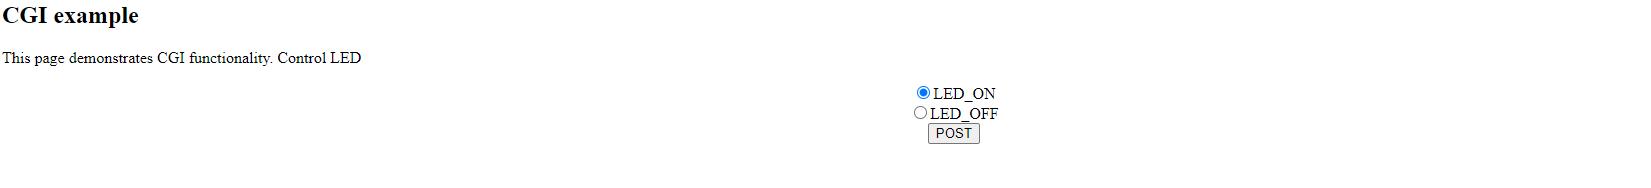 CGI example
This page demonstrates CGI functionality. Control LED
LED_ON
LED_OFF
POST